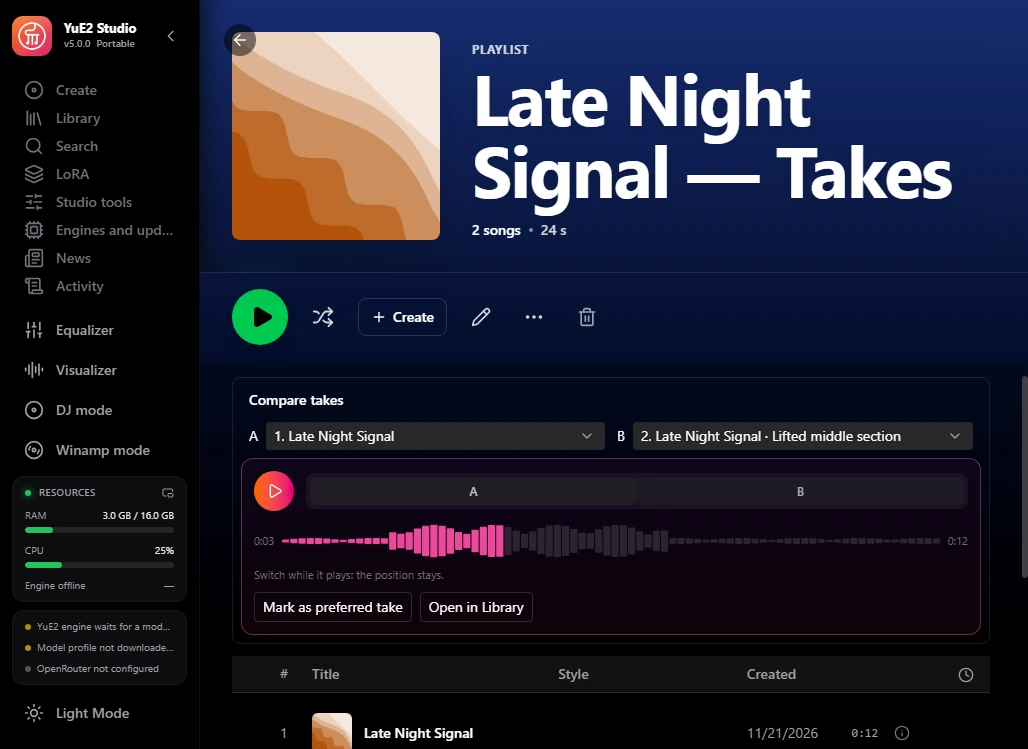 YuE2 Studio
v5.0.0 Portable
Create
Library
Search
LoRA
Studio tools
Engines and upd...
News
Activity
Equalizer
Visualizer
DJ mode
Winamp mode
RESOURCES
RAM 3.0 GB / 16.0 GB
CPU 25%
Engine offline —
YuE2 engine waits for a mod...
Model profile not downloade...
OpenRouter not configured
Light Mode
PLAYLIST
Late Night
Signal — Takes
2 songs • 24 s
+ Create
Compare takes
A 1. Late Night Signal B 2. Late Night Signal · Lifted middle section
A B
0:03 0:12
Switch while it plays: the position stays.
Mark as preferred take Open in Library
# Title Style Created
1 Late Night Signal 11/21/2026 0:12